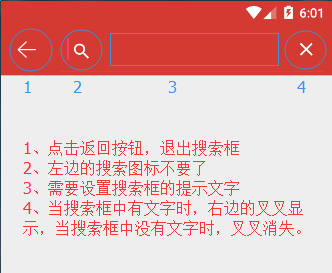 6:01
1 2 3 4
1、点击返回按钮，退出搜索框
2、左边的搜索图标不要了
3、需要设置搜索框的提示文字
4、当搜索框中有文字时，右边的叉叉显
示，当搜索框中没有文字时，叉叉消失。